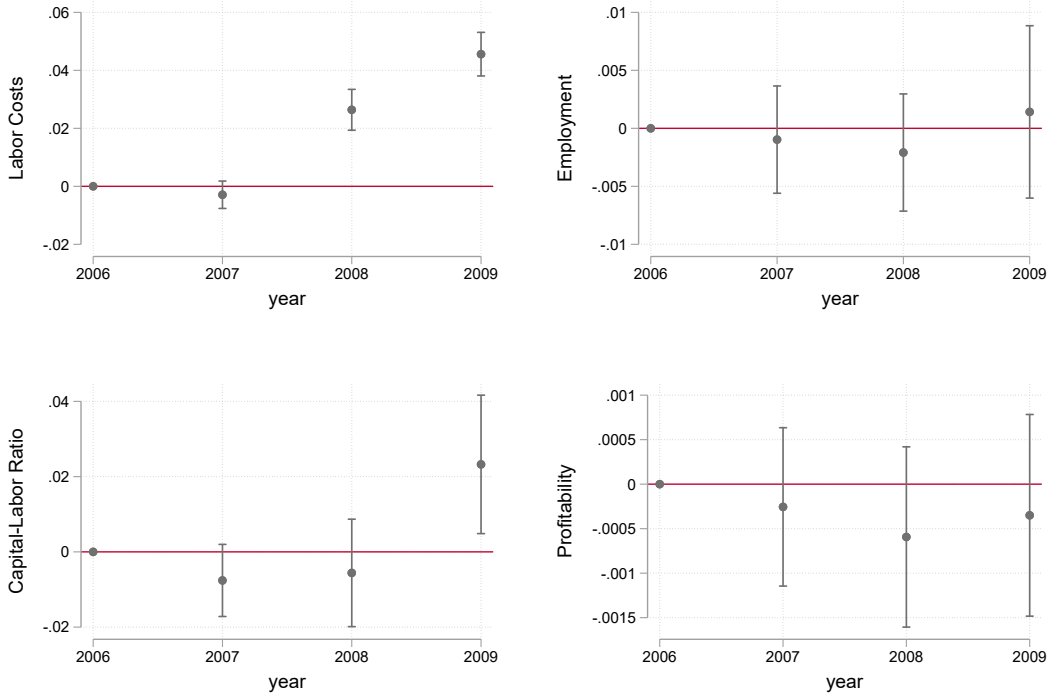 Labor Costs
.06
.04
.02
0
-.02
2006 2007 2008 2009
year
Employment
.01
.005
0
-.005
-.01
2006 2007 2008 2009
year
Capital-Labor Ratio
.04
.02
0
-.02
2006 2007 2008 2009
year
Profitability
.001
.0005
0
-.0005
-.001
-.0015
2006 2007 2008 2009
year